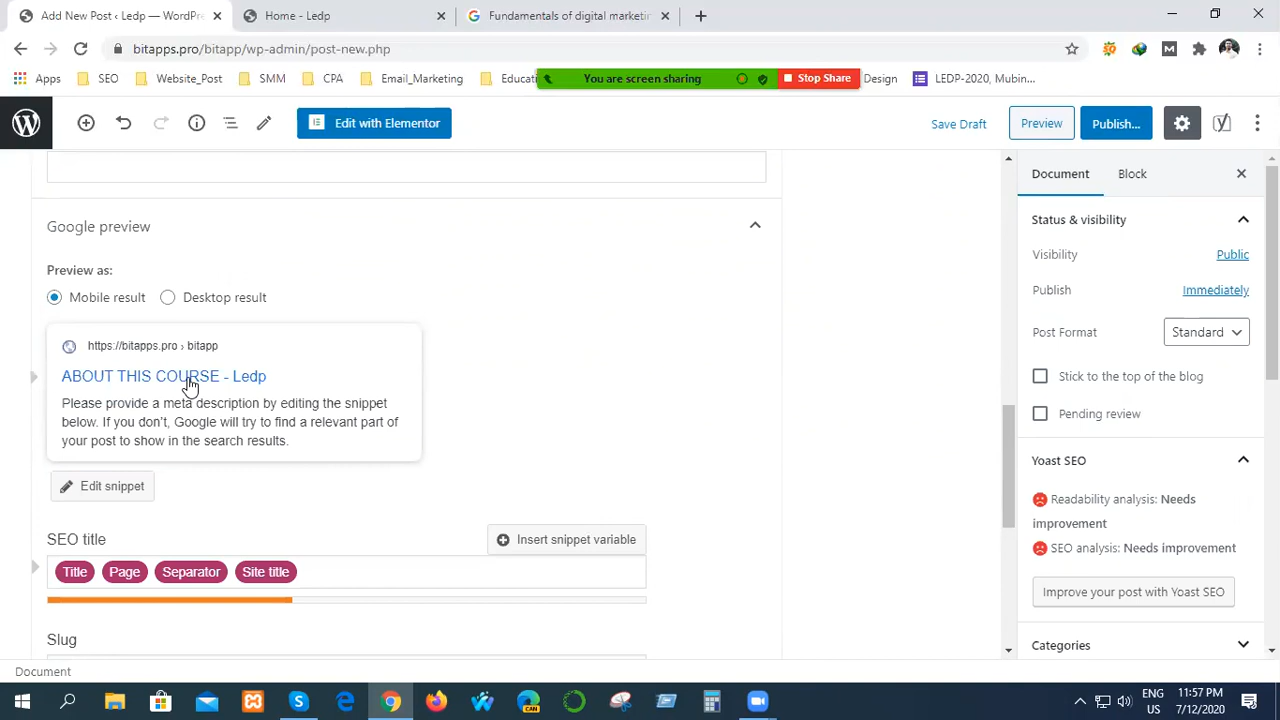 Add New Post ‹ Ledp — WordPre
Home - Ledp
Fundamentals of digital marketin
bitapps.pro/bitapp/wp-admin/post-new.php
Apps
SEO
Website_Post
SMM
CPA
Email_Marketing
Educati
You are screen sharing
Stop Share
Design
LEDP-2020, Mubin...
Edit with Elementor
Save Draft
Preview
Publish...
Google preview
Preview as:
Mobile result
Desktop result
https://bitapps.pro › bitapp
ABOUT THIS COURSE - Ledp
Please provide a meta description by editing the snippet
below. If you don't, Google will try to find a relevant part of
your post to show in the search results.
Edit snippet
SEO title
Insert snippet variable
Title
Page
Separator
Site title
Slug
Document
Block
Status & visibility
Visibility
Public
Publish
Immediately
Post Format
Standard
Stick to the top of the blog
Pending review
Yoast SEO
Readability analysis: Needs
improvement
SEO analysis: Needs improvement
Improve your post with Yoast SEO
Categories
Document
CAN
ENG
US
11:57 PM
7/12/2020